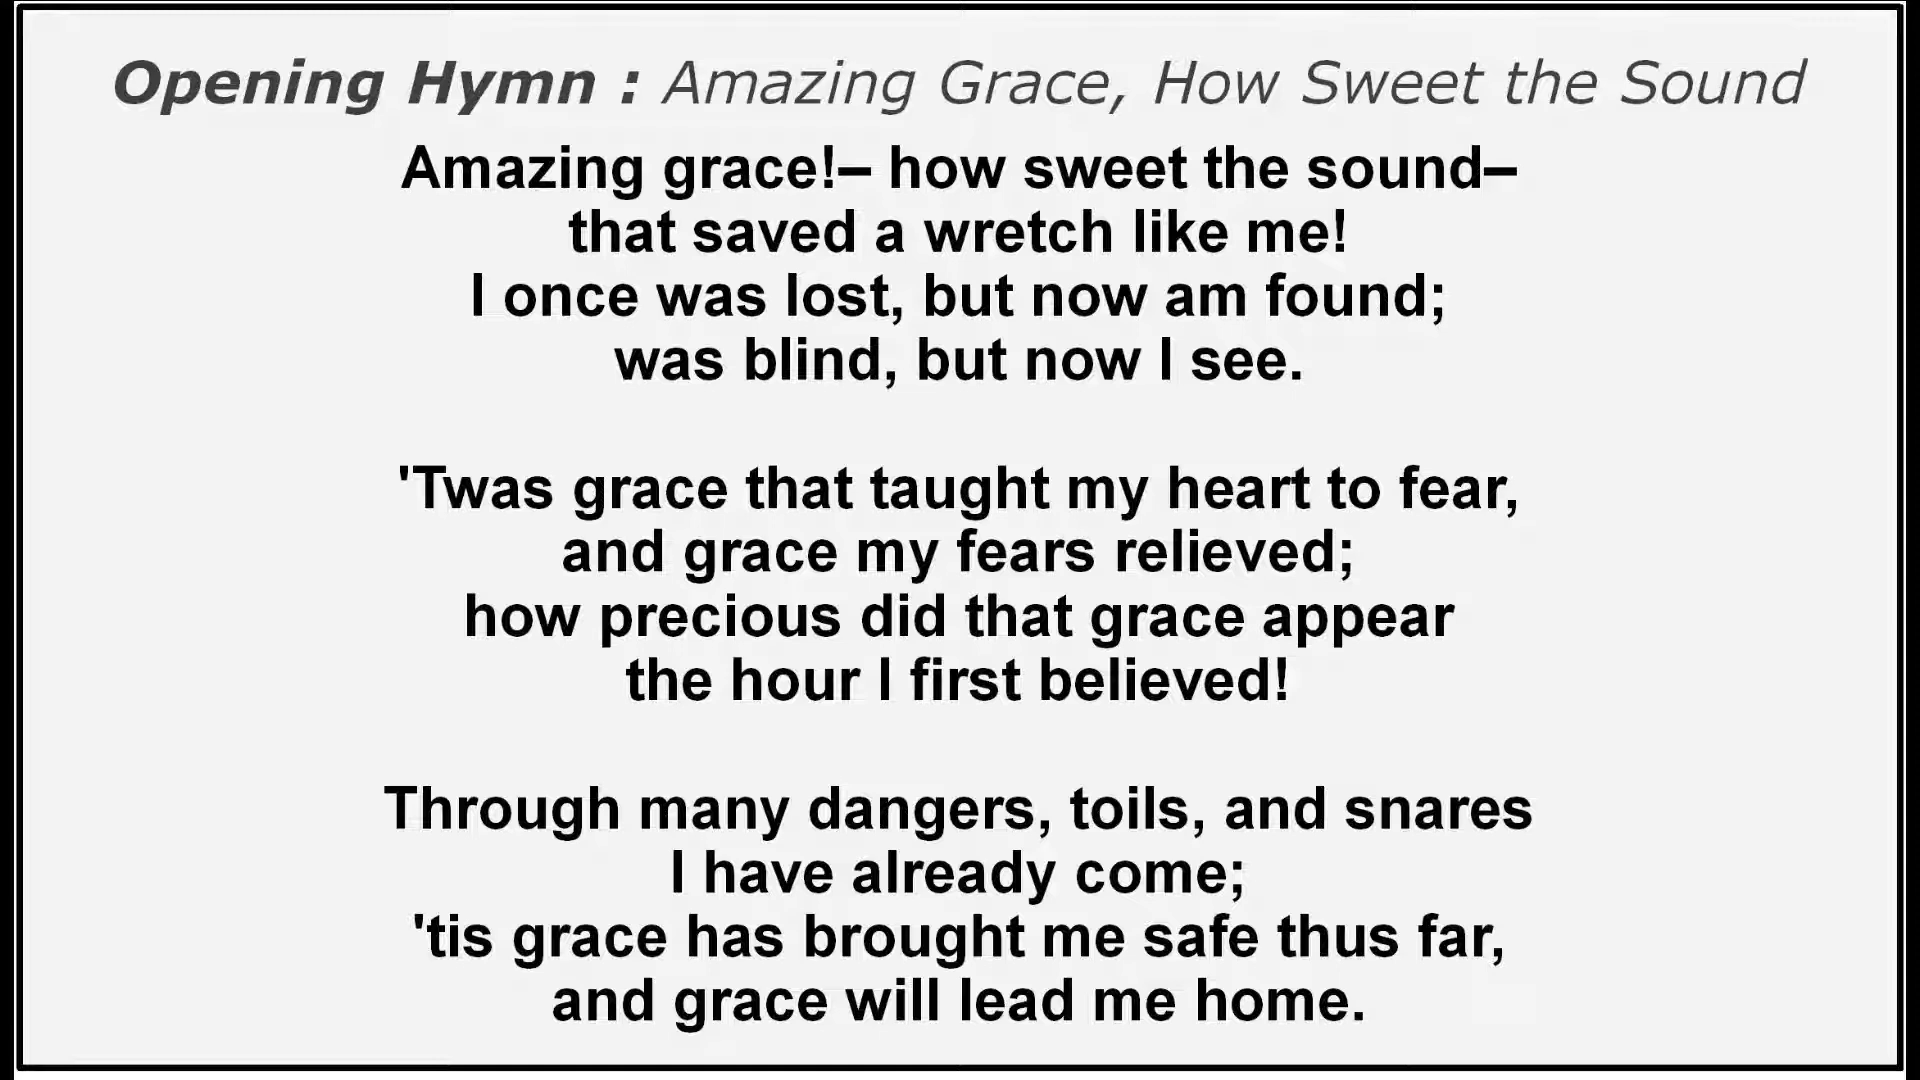 Opening Hymn : Amazing Grace, How Sweet the Sound
Amazing grace!– how sweet the sound–
that saved a wretch like me!
I once was lost, but now am found;
was blind, but now I see.
'Twas grace that taught my heart to fear,
and grace my fears relieved;
how precious did that grace appear
the hour I first believed!
Through many dangers, toils, and snares
I have already come;
'tis grace has brought me safe thus far,
and grace will lead me home.